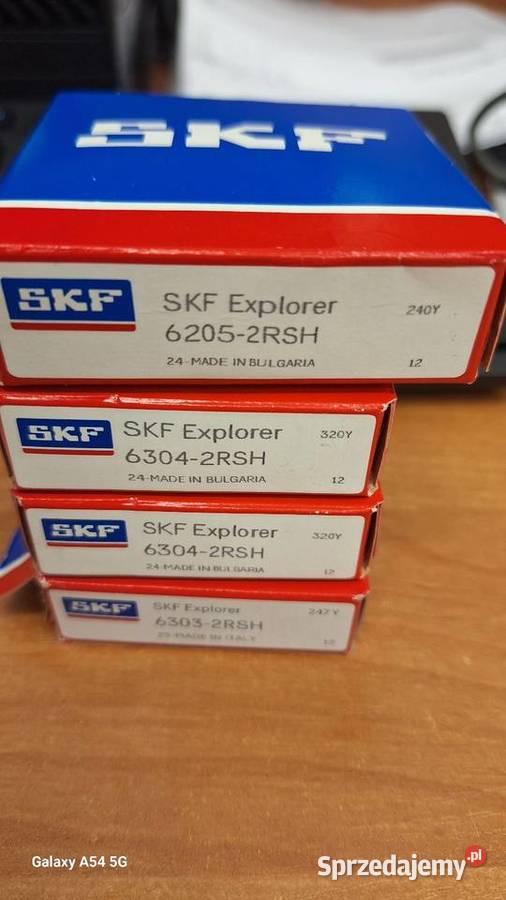 SKF
SKF
SKF Explorer
240Y
6205-2RSH
24-MADE IN BULGARIA
12
SKF
SKF Explorer
320Y
6304-2RSH
24-MADE IN BULGARIA
12
SKF
SKF Explorer
320Y
6304-2RSH
24-MADE IN BULGARIA
12
SKF
SKF Explorer
247Y
6303-2RSH
25-MADE IN ITALY
12
Galaxy A54 5G
Sprzedajemy.pl